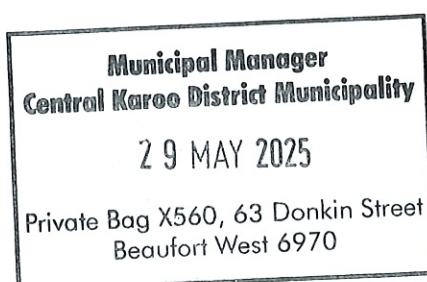 Municipal Manager
Central Karoo District Municipality
29 MAY 2025
Private Bag X560, 63 Donkin Street
Beaufort West 6970